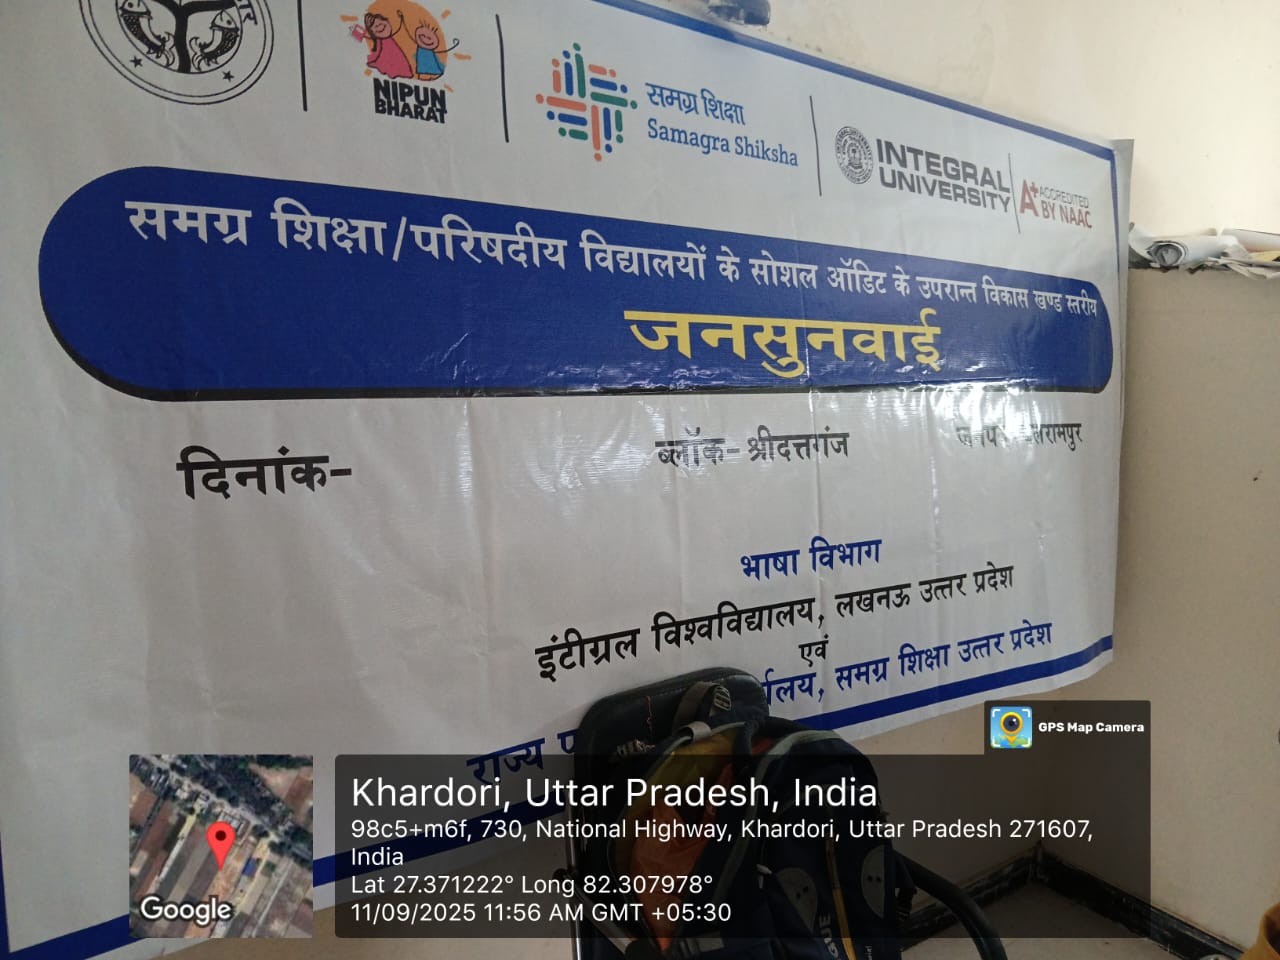 NIPUN
BHARAT
समग्र शिक्षा
Samagra Shiksha
INTEGRAL
UNIVERSITY
A+ ACCREDITED
BY NAAC
समग्र शिक्षा/परिषदीय विद्यालयों के सोशल ऑडिट के उपरान्त विकास खण्ड स्तरीय
जनसुनवाई
दिनांक-
ब्लॉक- श्रीदत्तगंज
भाषा विभाग
इंटीग्रल विश्वविद्यालय, लखनऊ उत्तर प्रदेश
एवं
राज्य
समग्र शिक्षा उत्तर प्रदेश
GPS Map Camera
Khardori, Uttar Pradesh, India
98c5+m6f, 730, National Highway, Khardori, Uttar Pradesh 271607,
India
Lat 27.371222° Long 82.307978°
11/09/2025 11:56 AM GMT +05:30
Google